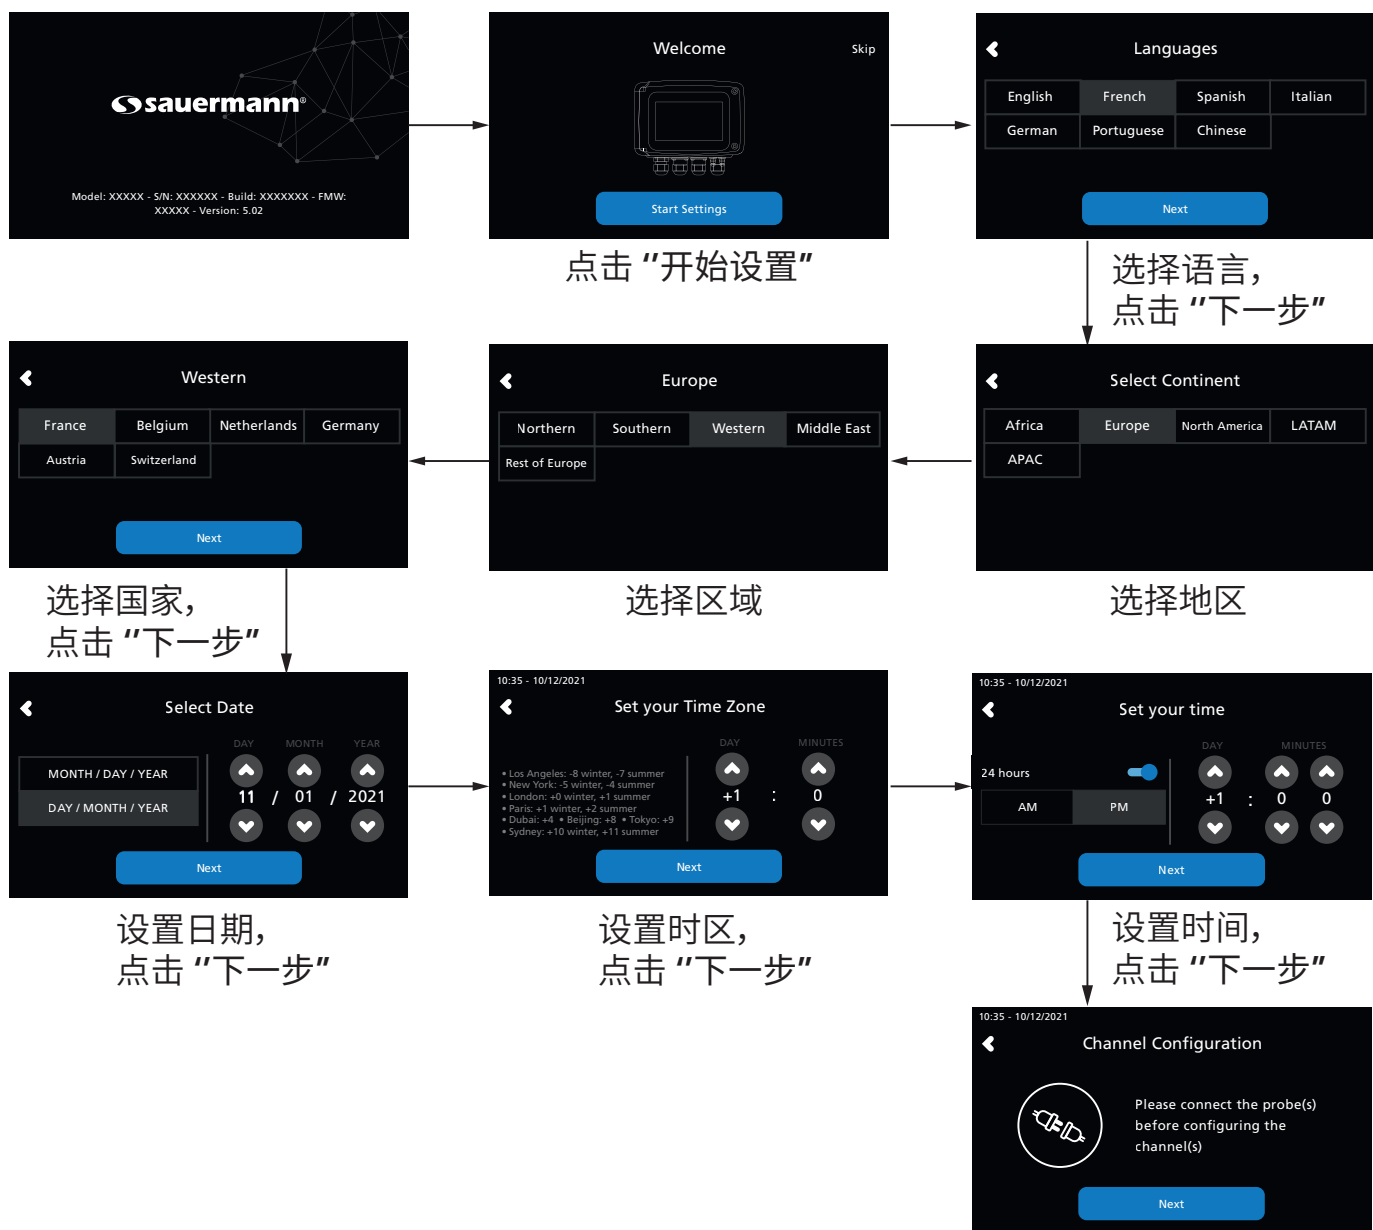 sauermann®
Model: XXXXX - S/N: XXXXXX - Build: XXXXXXX - FMW:
XXXXX - Version: 5.02
Welcome
Skip
Start Settings
点击 "开始设置"
Languages
English French Spanish Italian
German Portuguese Chinese
Next
选择语言，
点击 "下一步"
Select Continent
Africa Europe North America LATAM
APAC
选择地区
Europe
Northern Southern Western Middle East
Rest of Europe
选择区域
Western
France Belgium Netherlands Germany
Austria Switzerland
Next
选择国家，
点击 "下一步"
Select Date
DAY MONTH YEAR
MONTH / DAY / YEAR
11 / 01 / 2021
DAY / MONTH / YEAR
Next
设置日期，
点击 "下一步"
10:35 - 10/12/2021
Set your Time Zone
DAY MINUTES
• Los Angeles: -8 winter, -7 summer
• New York: -5 winter, -4 summer
• London: +0 winter, +1 summer
• Paris: +1 winter, +2 summer
• Dubai: +4 • Beijing: +8 • Tokyo: +9
• Sydney: +10 winter, +11 summer
+1 : 0
Next
设置时区，
点击 "下一步"
10:35 - 10/12/2021
Set your time
DAY MINUTES
24 hours
AM PM
+1 : 0 0
Next
设置时间，
点击 "下一步"
10:35 - 10/12/2021
Channel Configuration
Please connect the probe(s)
before configuring the
channel(s)
Next